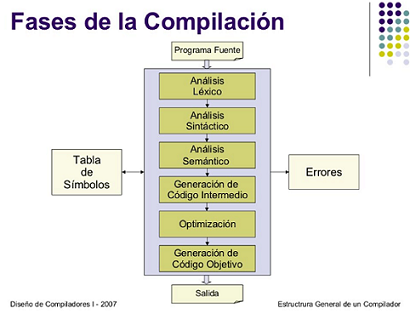 Fases de la Compilación
Programa Fuente
Análisis
Léxico
Análisis
Sintáctico
Análisis
Semántico
Tabla
de
Símbolos
Errores
Generación de
Código Intermedio
Optimización
Generación de
Código Objetivo
Salida
Diseño de Compiladores I - 2007
Estructura General de un Compilador